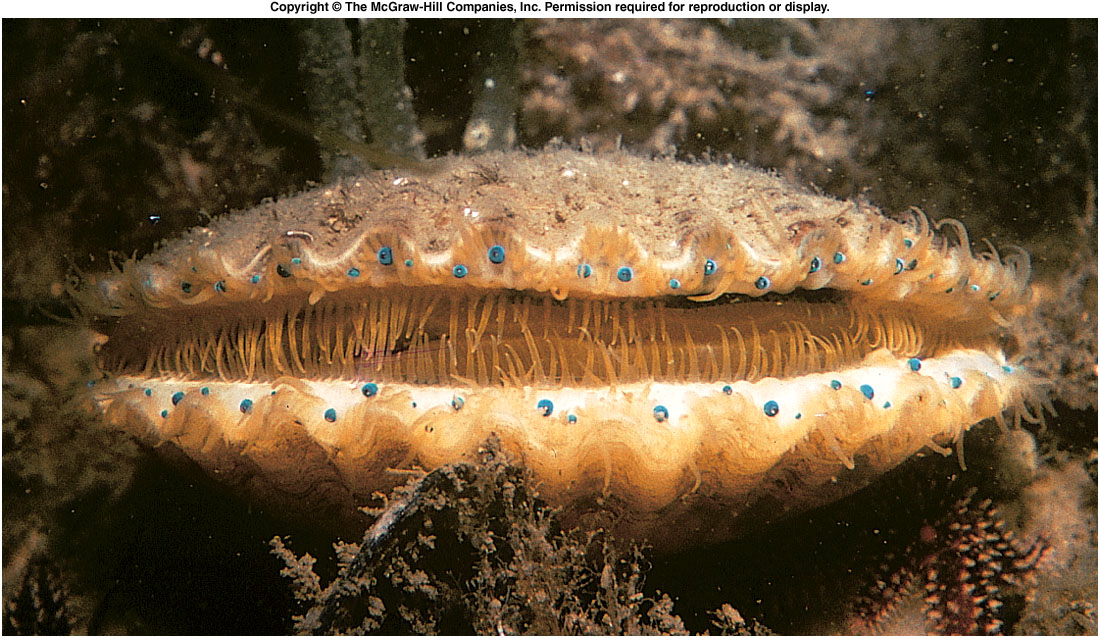 Copyright © The McGraw-Hill Companies, Inc. Permission required for reproduction or display.